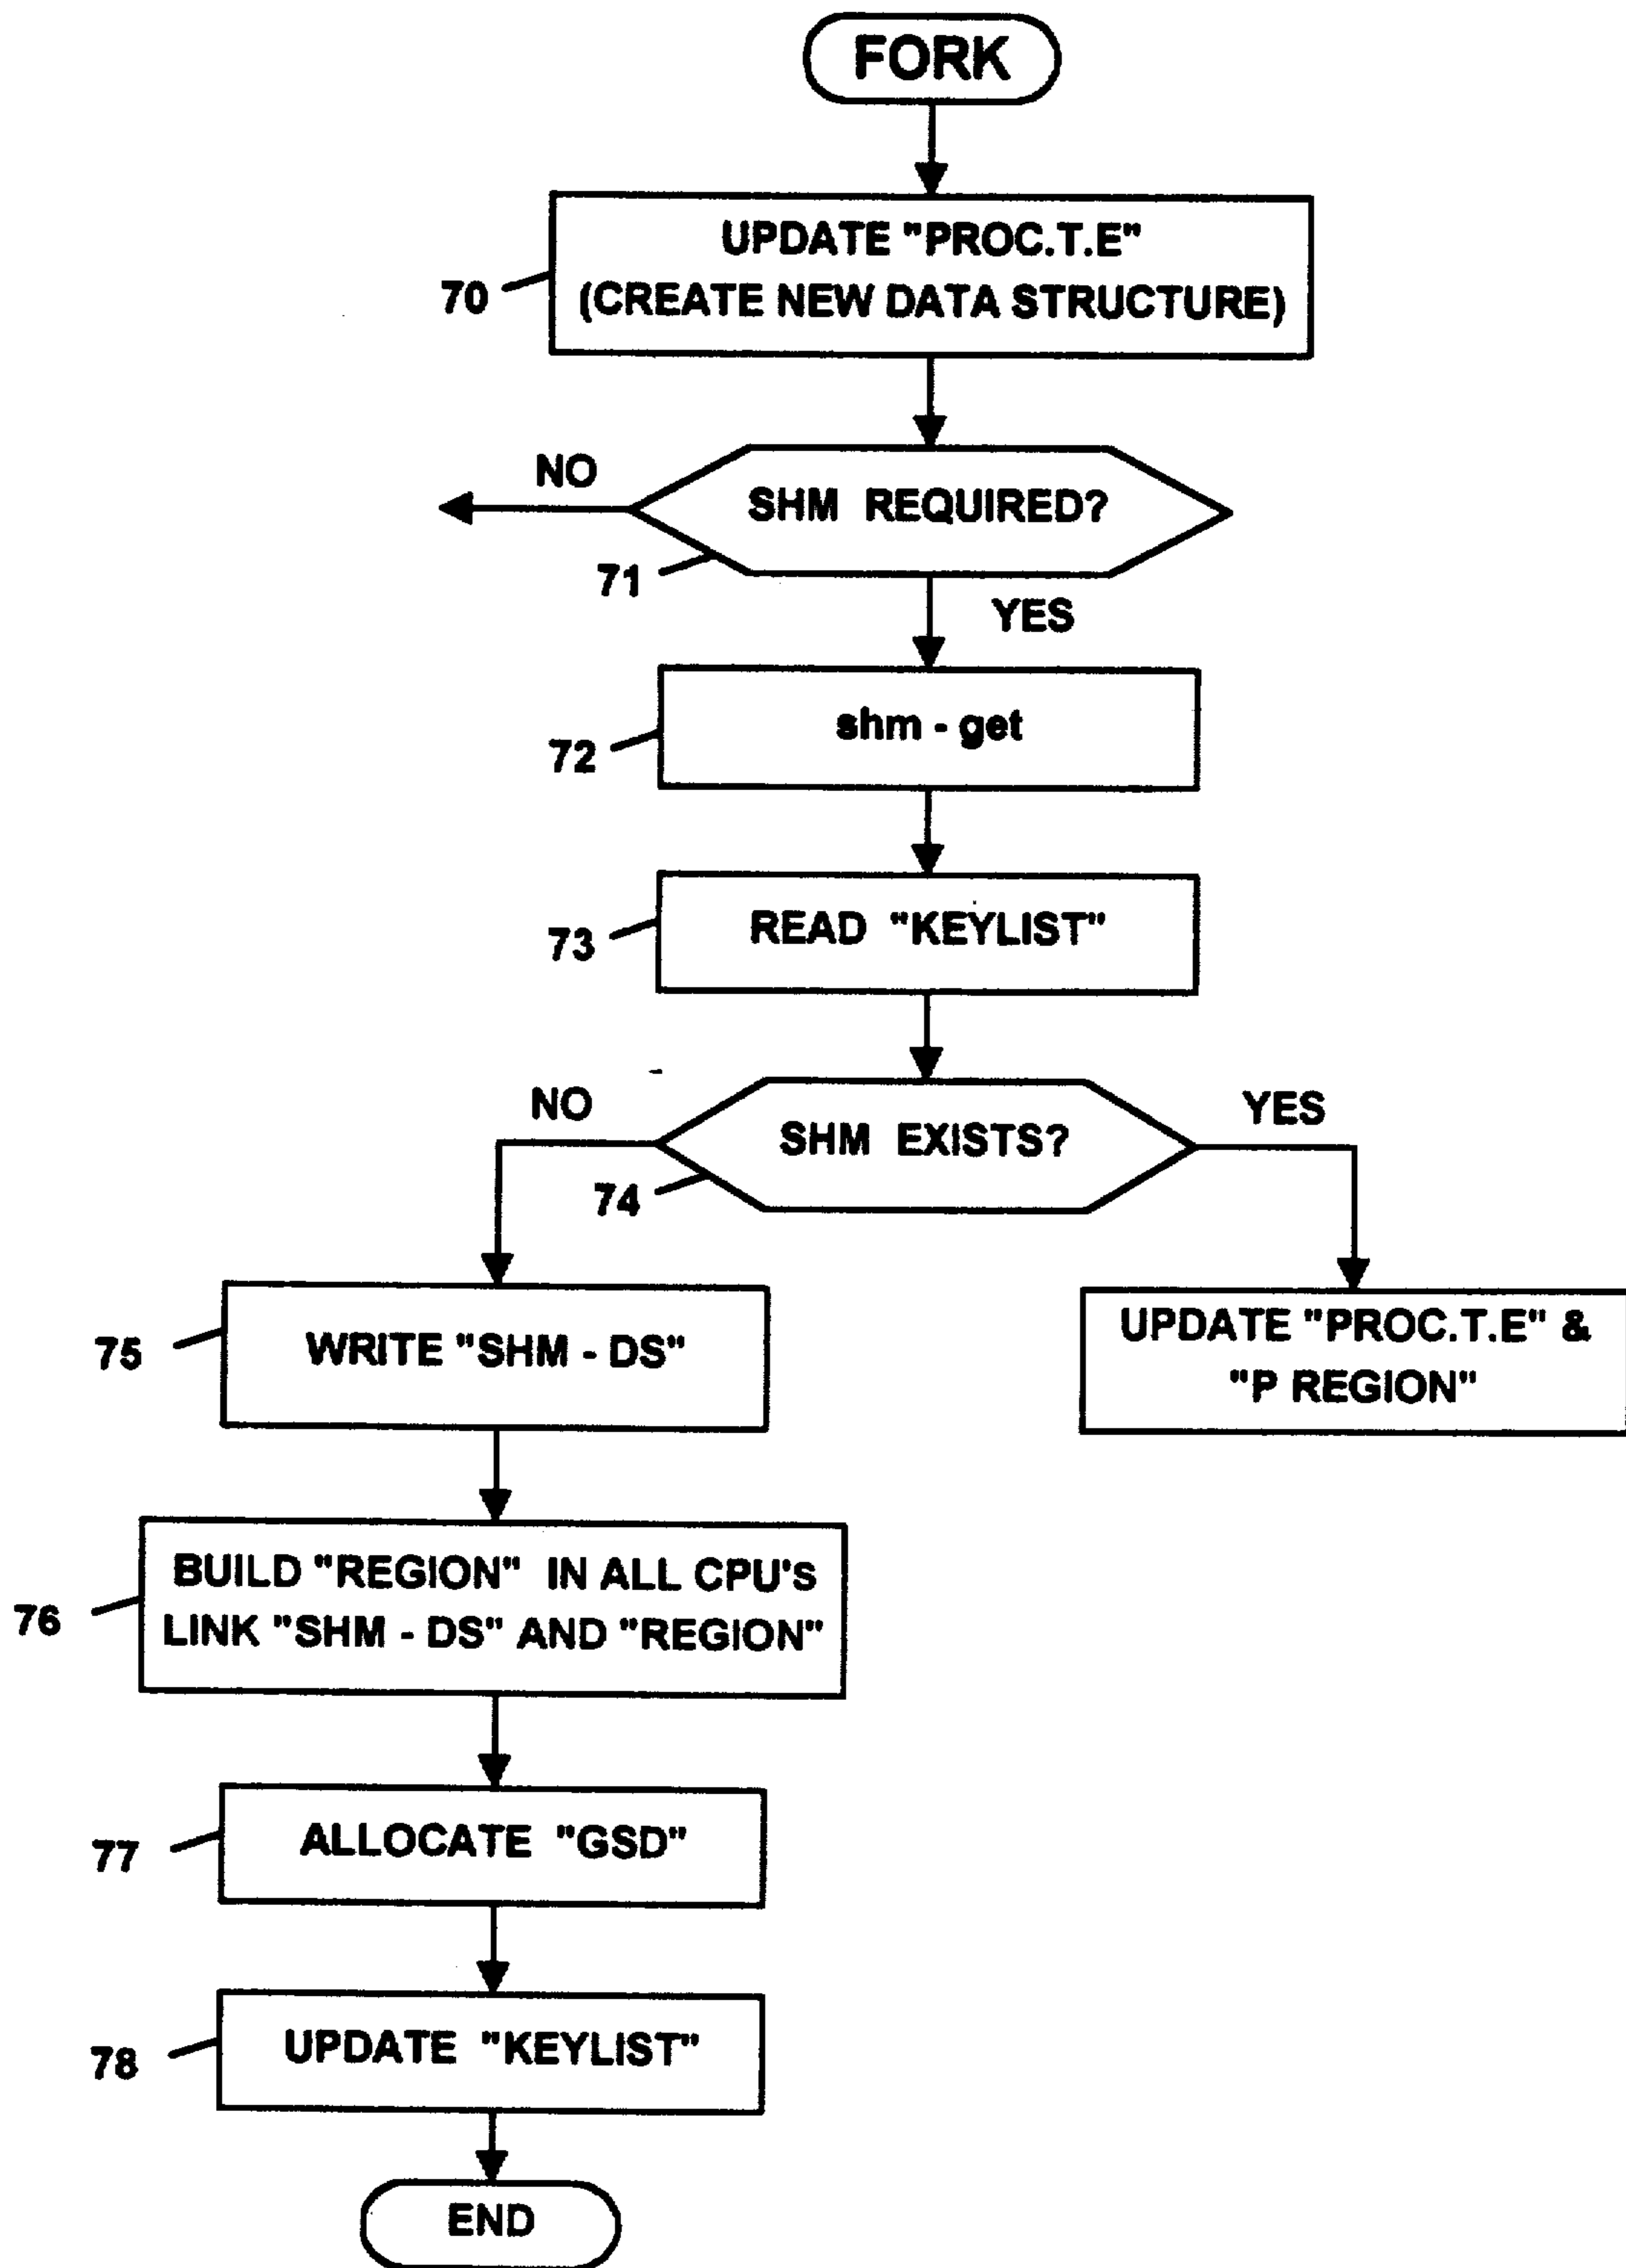 FORK
UPDATE "PROC.T.E"
(CREATE NEW DATA STRUCTURE)
70
NO
SHM REQUIRED?
71
YES
shm - get
72
READ "KEYLIST"
73
NO
SHM EXISTS?
YES
74
WRITE "SHM - DS"
75
UPDATE "PROC.T.E" &
"P REGION"
BUILD "REGION" IN ALL CPU's
LINK "SHM - DS" AND "REGION"
76
ALLOCATE "GSD"
77
UPDATE "KEYLIST"
78
END